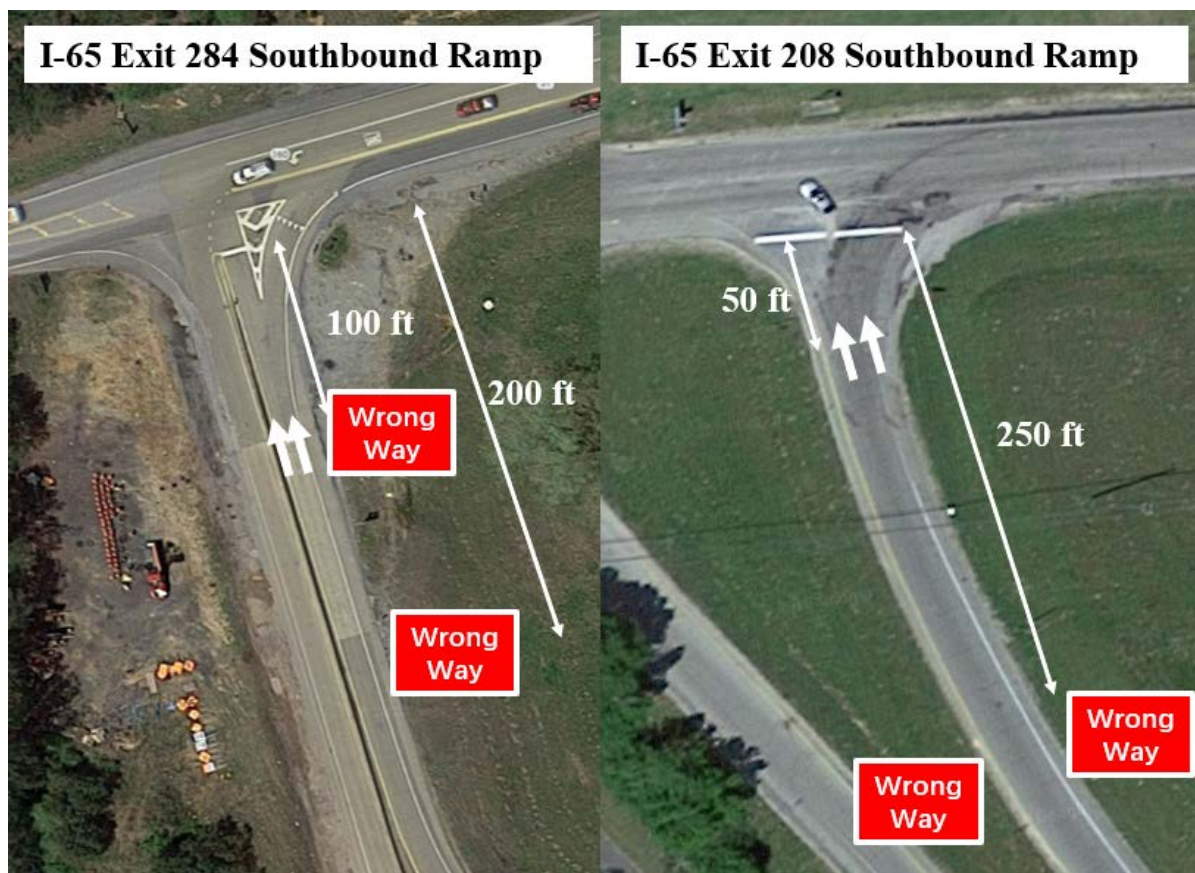 I-65 Exit 284 Southbound Ramp
100 ft
200 ft
Wrong
Way
Wrong
Way
I-65 Exit 208 Southbound Ramp
50 ft
250 ft
Wrong
Way
Wrong
Way